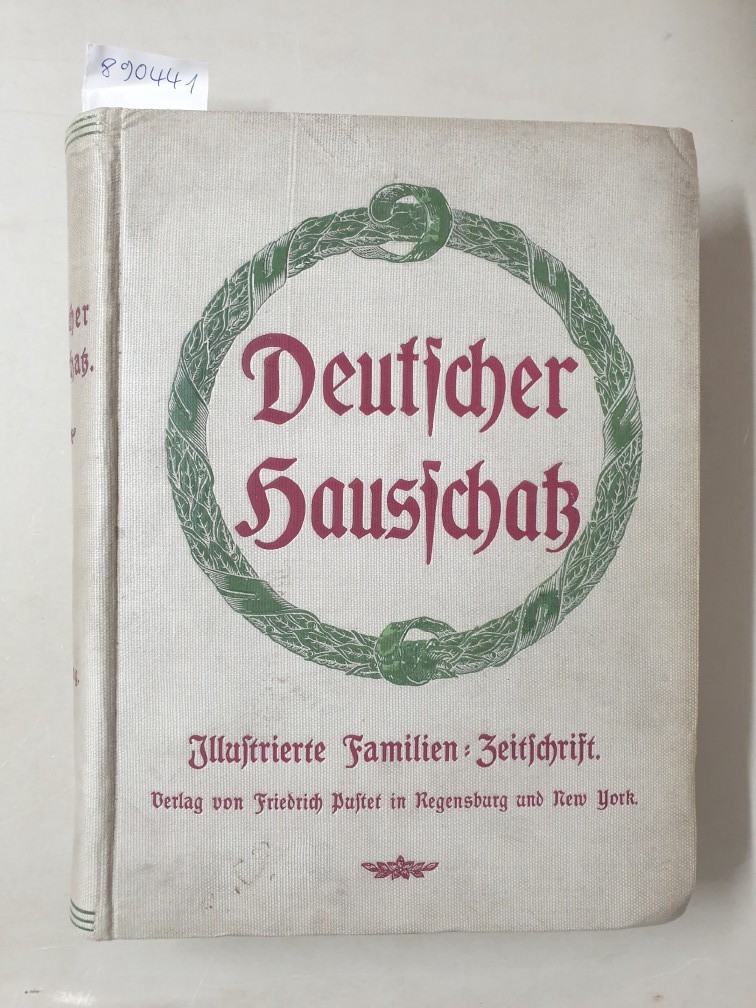 890441
Deutſcher
Hausſchatz
Illuſtrierte Familien-Zeitſchrift.
Verlag von Friedrich Puſtet in Regensburg und New York.